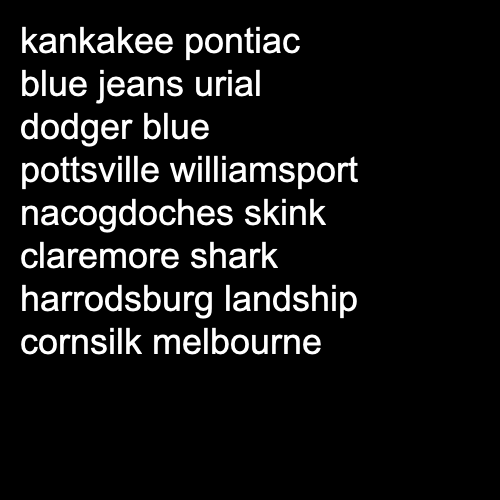 kankakee pontiac
blue jeans urial
dodger blue
pottsville williamsport
nacogdoches skink
claremore shark
harrodsburg landship
cornsilk melbourne